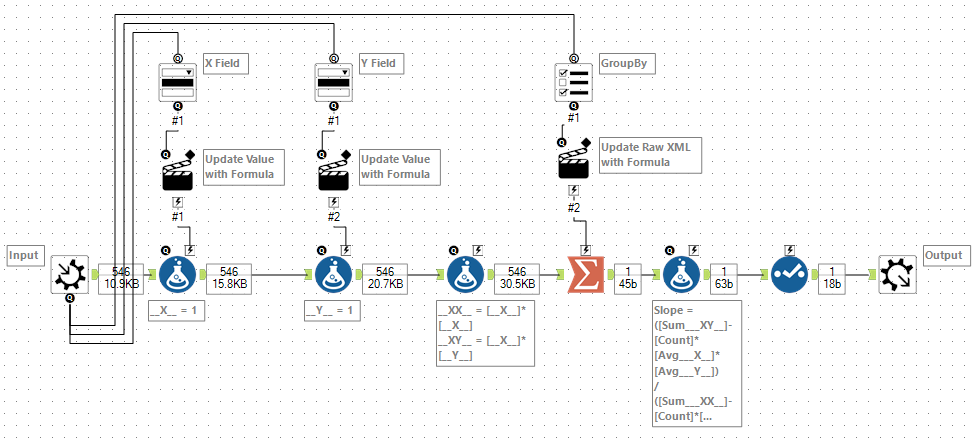 X Field
Y Field
GroupBy
Q
Q
Q
#1
#1
#1
Q
Q
Q
Update Value
with Formula
Update Value
with Formula
Update Raw XML
with Formula
#1
#2
#2
Input
546
10.9KB
Q
546
15.8KB
Q
546
20.7KB
Q
546
30.5KB
1
45b
Q
1
63b
1
18b
Output
Q
__X__ = 1
__Y__ = 1
__XX__ = [__X__]*
[__X__]
__XY__ = [__X__]*
[__Y__]
Slope =
([Sum___XY__]-
[Count]*
[Avg___X__]*
[Avg___Y__])
/
([Sum___XX__]-
[Count]*[...